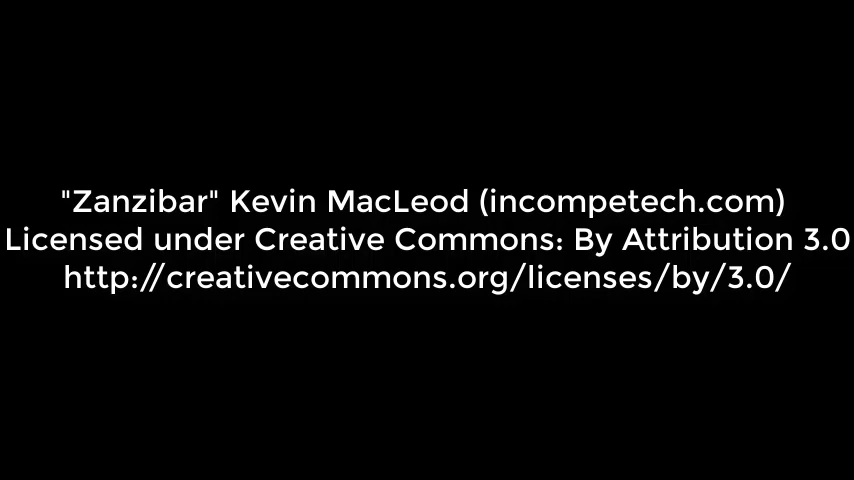 "Zanzibar" Kevin MacLeod (incompetech.com)
Licensed under Creative Commons: By Attribution 3.0
http://creativecommons.org/licenses/by/3.0/